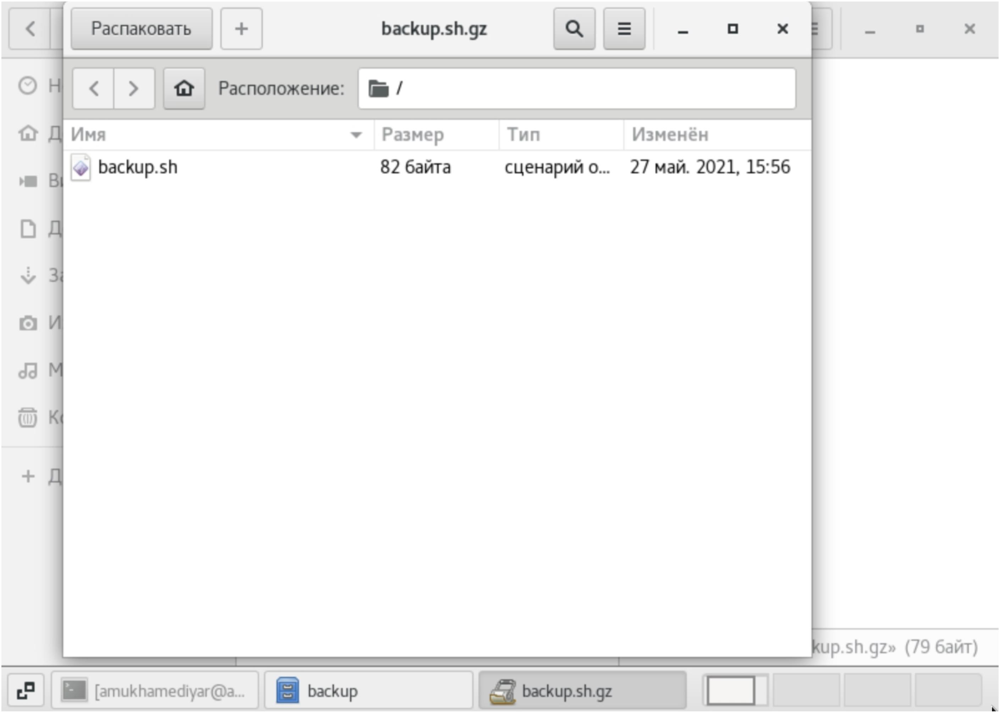 Распаковать
backup.sh.gz
Расположение: /
Имя Размер Тип Изменён
backup.sh 82 байта сценарий о... 27 май. 2021, 15:56
kup.sh.gz» (79 байт)
[amukhamediyar@a... backup backup.sh.gz